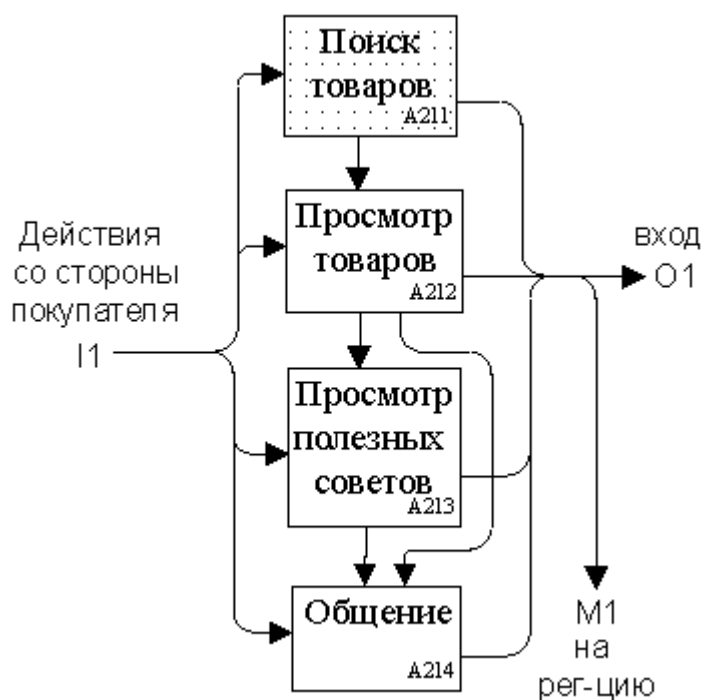 Поиск
товаров
A211
Просмотр
товаров
A212
Действия
со стороны
покупателя
I1
вход
O1
Просмотр
полезных
советов
A213
Общение
A214
M1
на
рег-цию